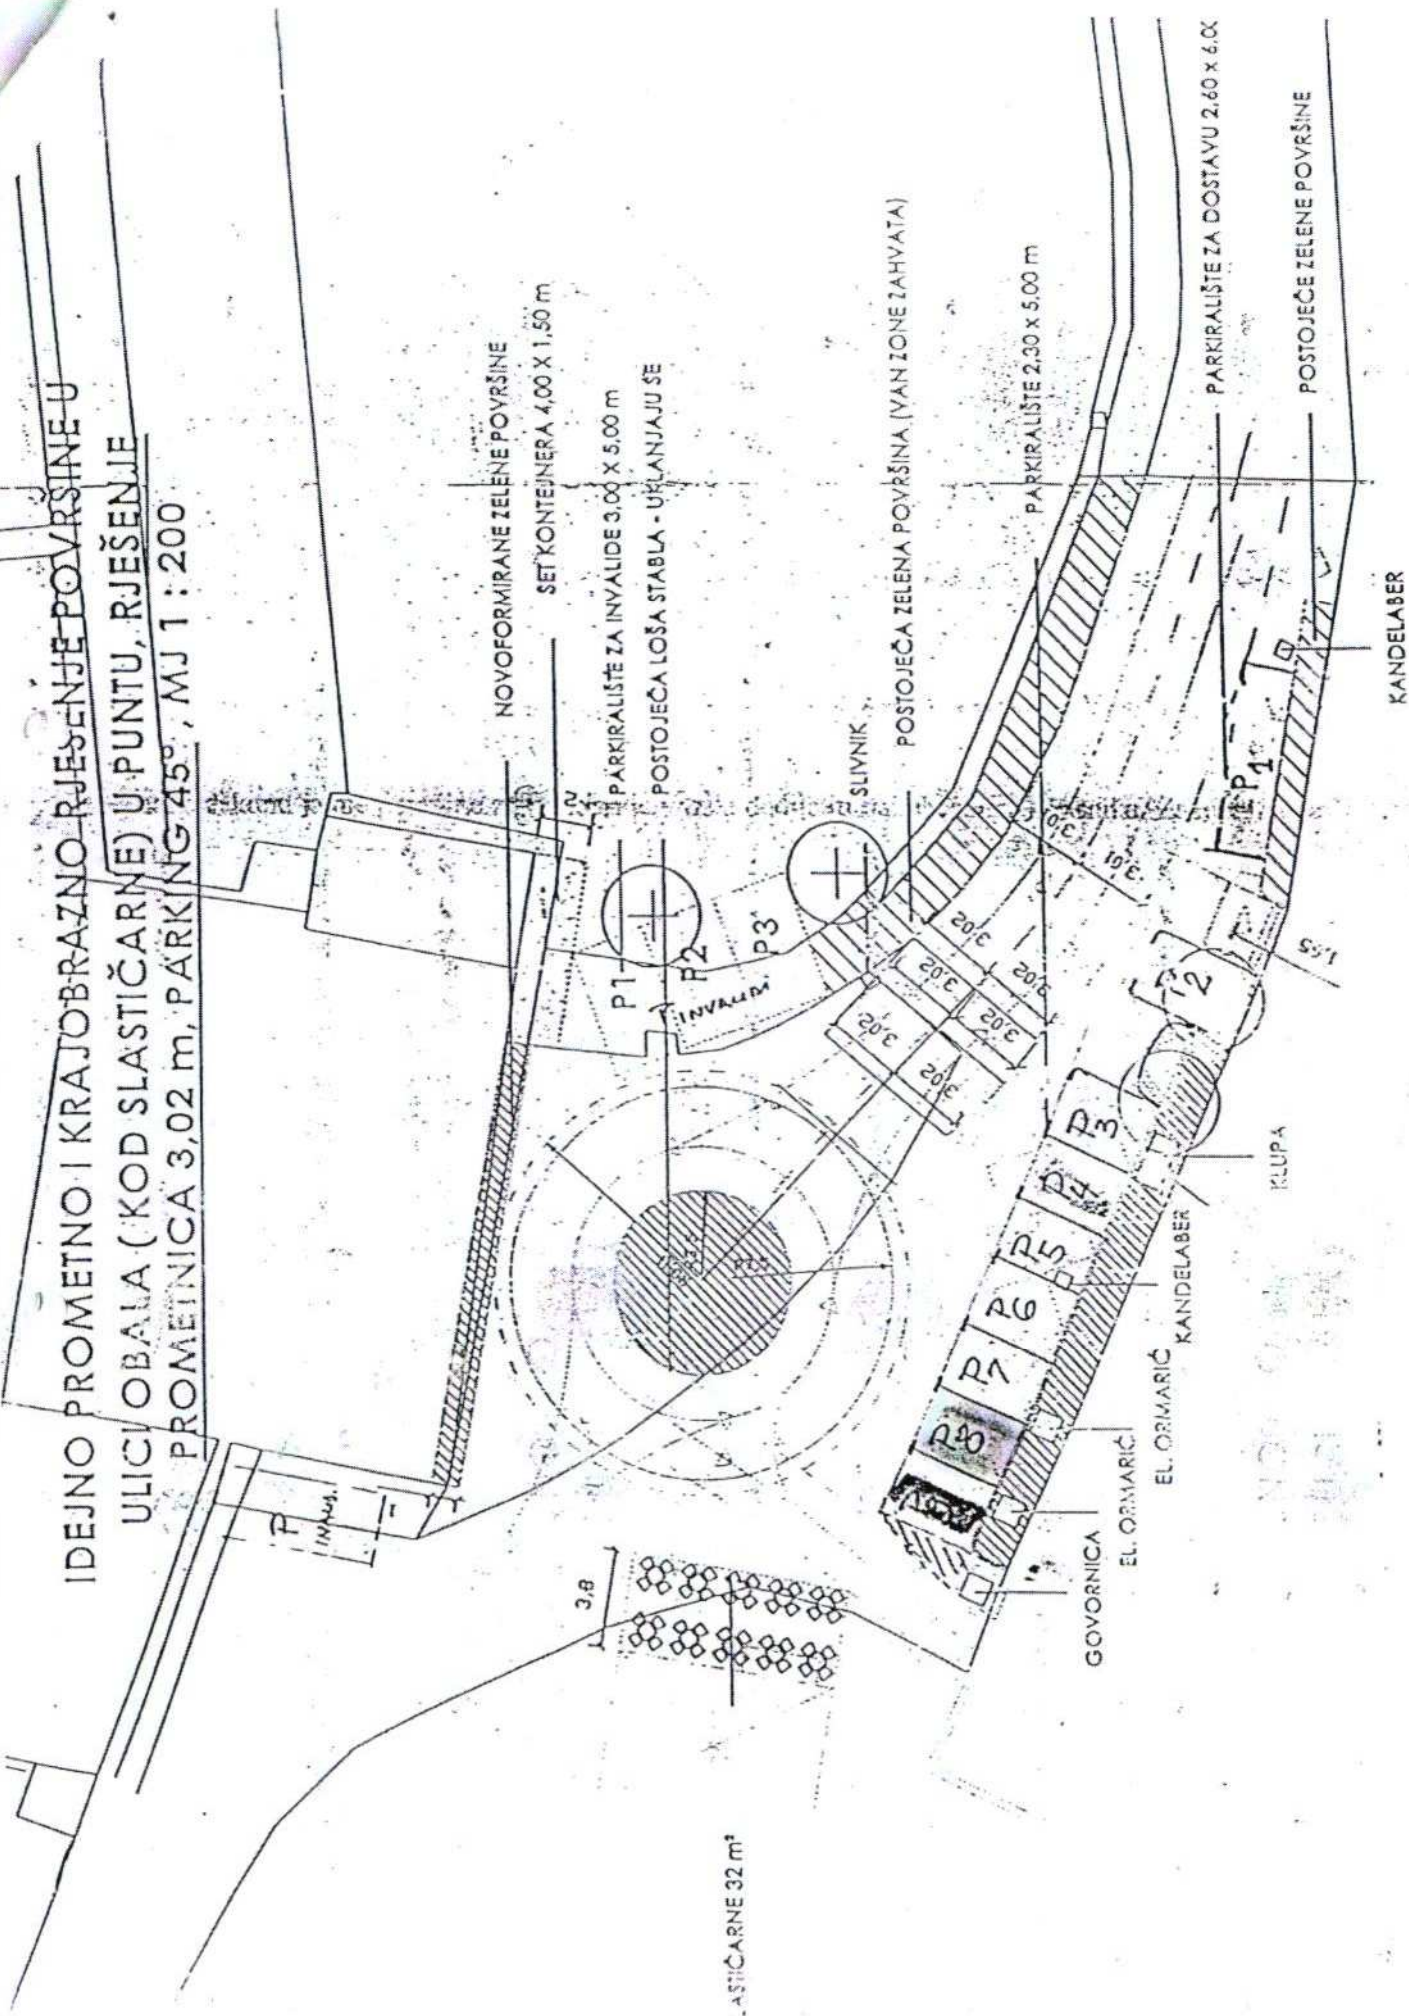 IDEJNO PROMETNO I KRAJOBRAZNO RJEŠENJE POVRŠINE U
ULICI OBALA (KOD SLASTIČARNE) U PUNTU, RJEŠENJE
PROMETNICA 3,02 m, PARKING 45°, MJ 1 : 200
NOVOFORMIRANE ZELENE POVRŠINE
SET KONTEJNERA 4,00 X 1,50 m
PARKIRALIŠTE ZA INVALIDE 3,00 X 5,00 m
POSTOJEĆA LOŠA STABLA - UKLANJAJU SE
SLIVNIK
POSTOJEĆA ZELENA POVRŠINA (VAN ZONE ZAHVATA)
PARKIRALIŠTE 2,30 x 5,00 m
PARKIRALIŠTE ZA DOSTAVU 2,60 x 6,00
POSTOJEĆE ZELENE POVRŠINE
KANDELABER
2
P1
P2
P3
P INVALIDI
P
INVALI.
3,8
3,02
3,02
3,02
3,02
3,02
3,02
3,01
3,01
1,65
P1
P2
P3
P4
P5
P6
P7
P8
KLUPA
KANDELABER
EL. ORMARIĆ
EL. ORMARIĆ
GOVORNICA
ASTIČARNE 32 m²